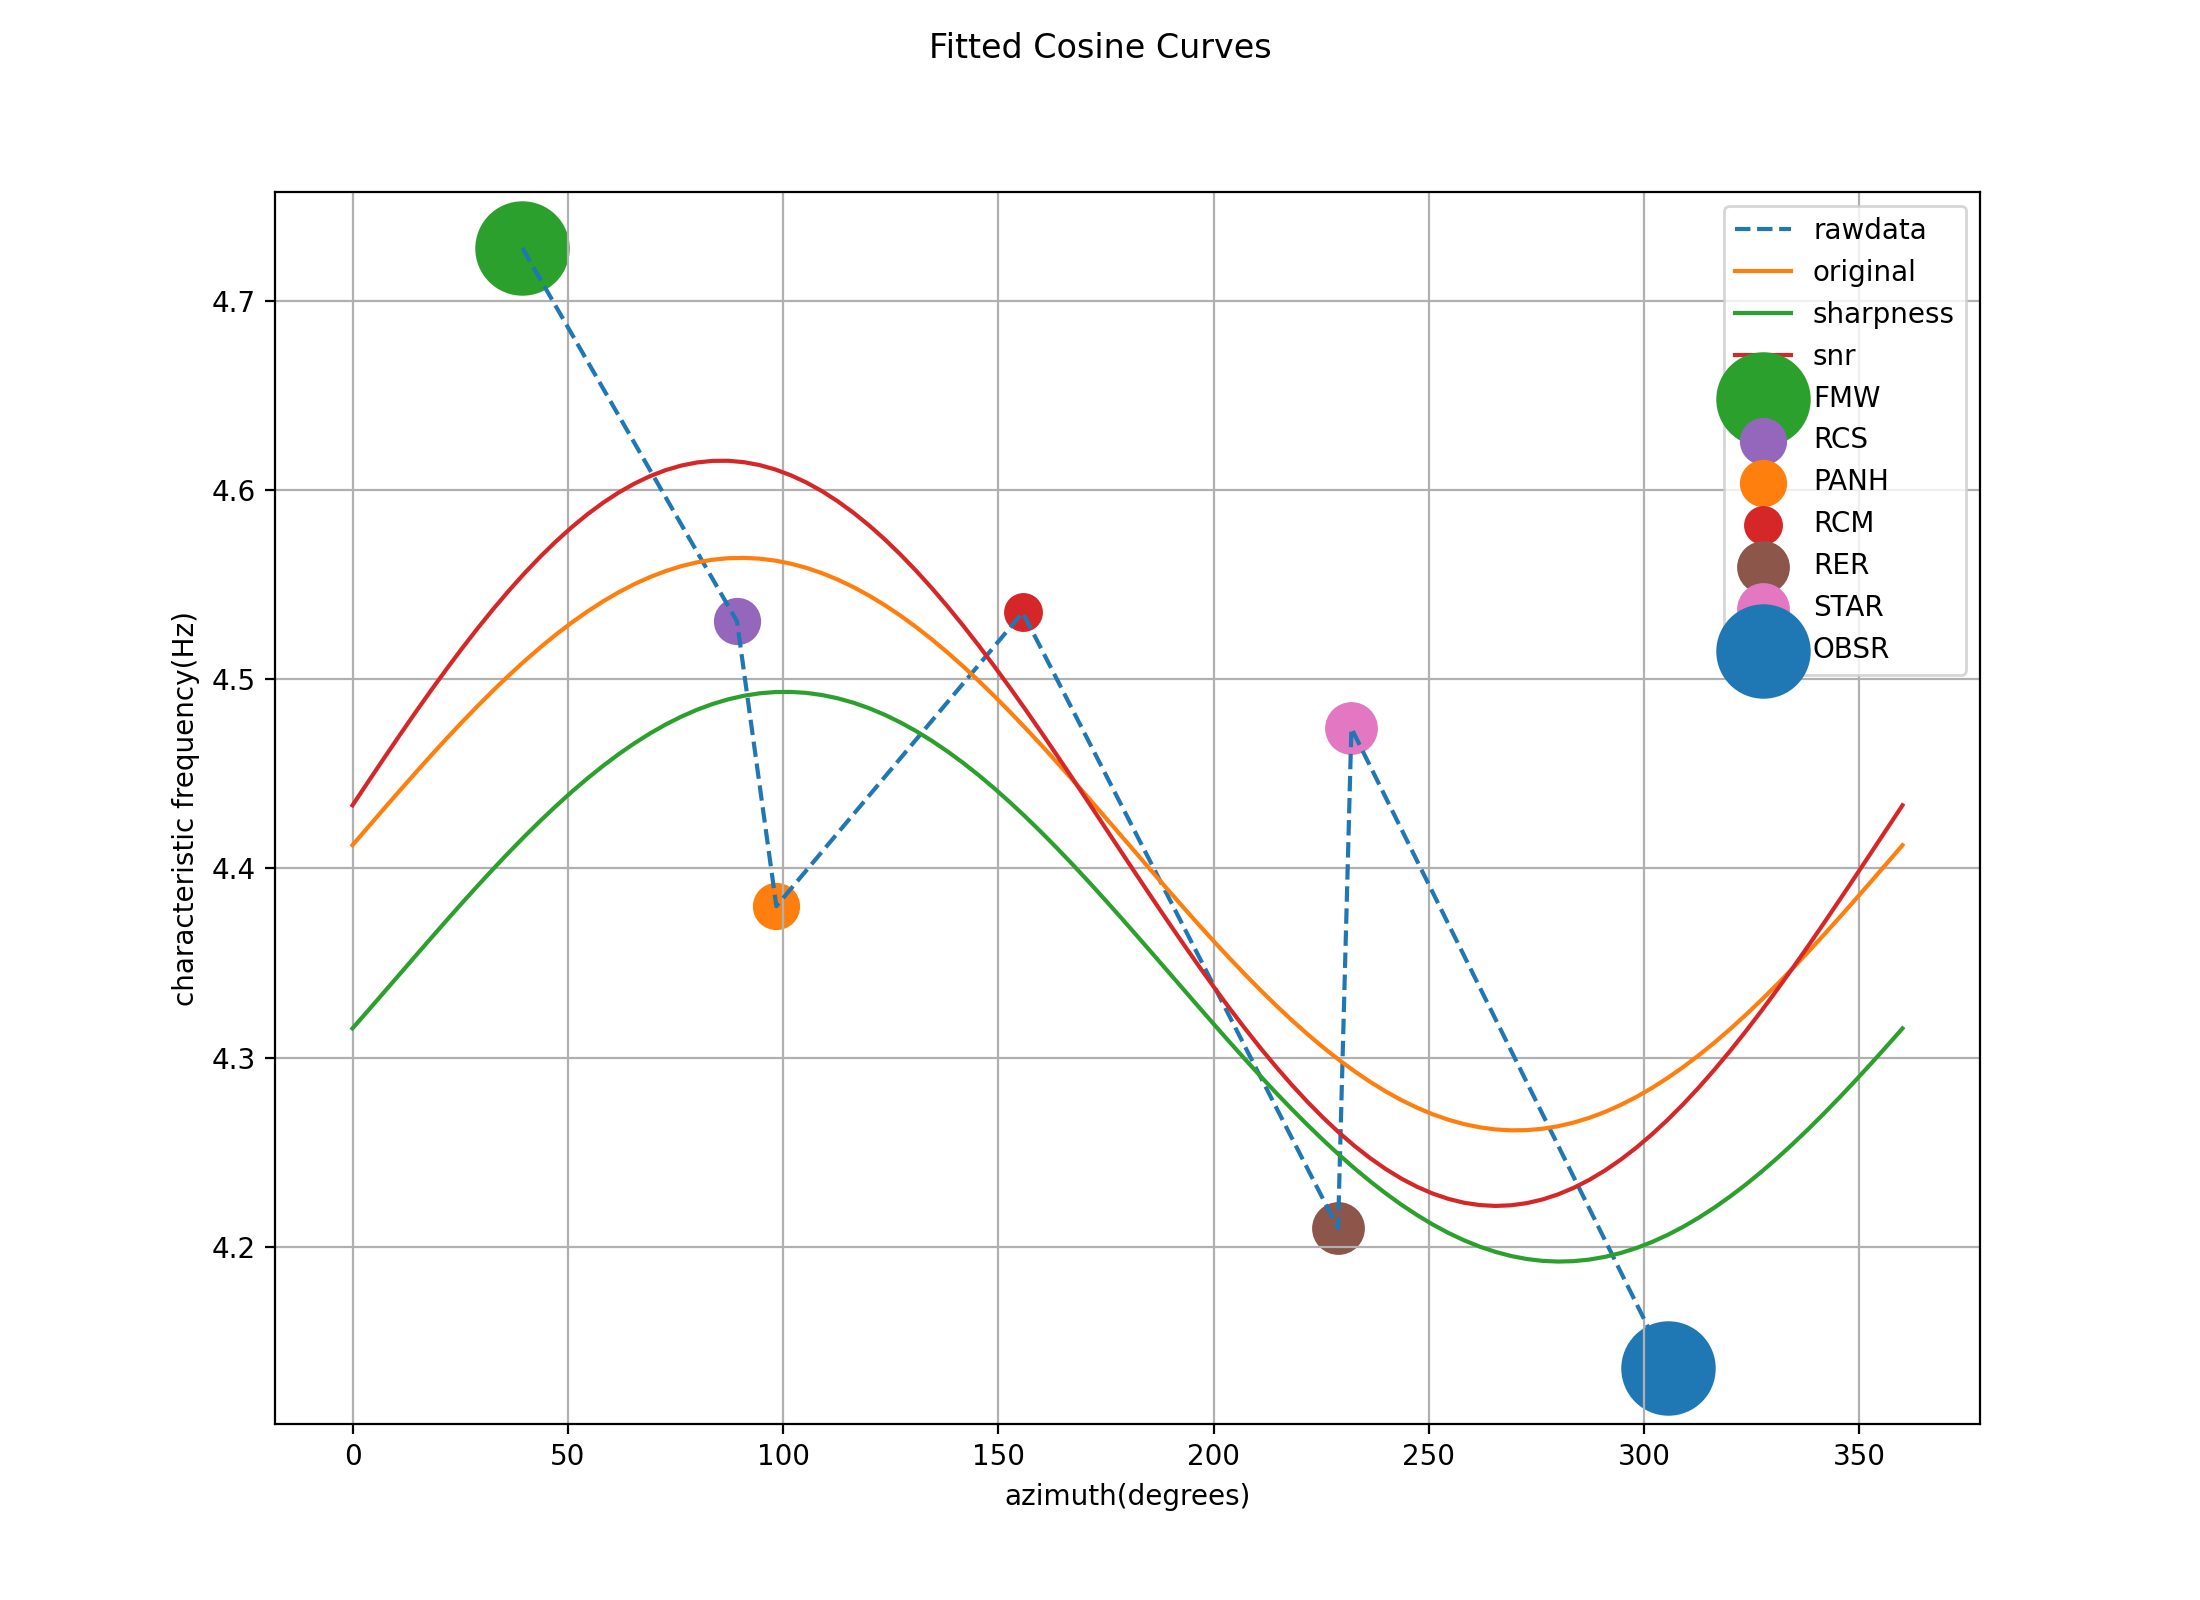 Fitted Cosine Curves
rawdata
original
sharpness
snr
FMW
RCS
PANH
RCM
RER
STAR
OBSR
characteristic frequency(Hz)
4.7
4.6
4.5
4.4
4.3
4.2
0 50 100 150 200 250 300 350
azimuth(degrees)